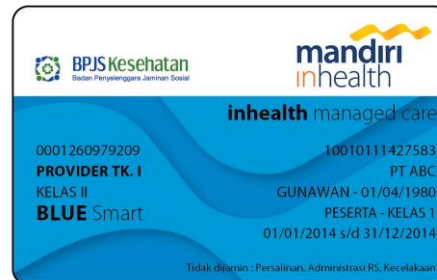 BPJS Kesehatan
Badan Penyelenggara Jaminan Sosial
mandiri
inhealth
inhealth managed care
0001260979209
PROVIDER TK. I
KELAS II
BLUE Smart
10010111427583
PT ABC
GUNAWAN - 01/04/1980
PESERTA - KELAS 1
01/01/2014 s/d 31/12/2014
Tidak dijamin : Persalinan, Administrasi RS, Kecelakaan